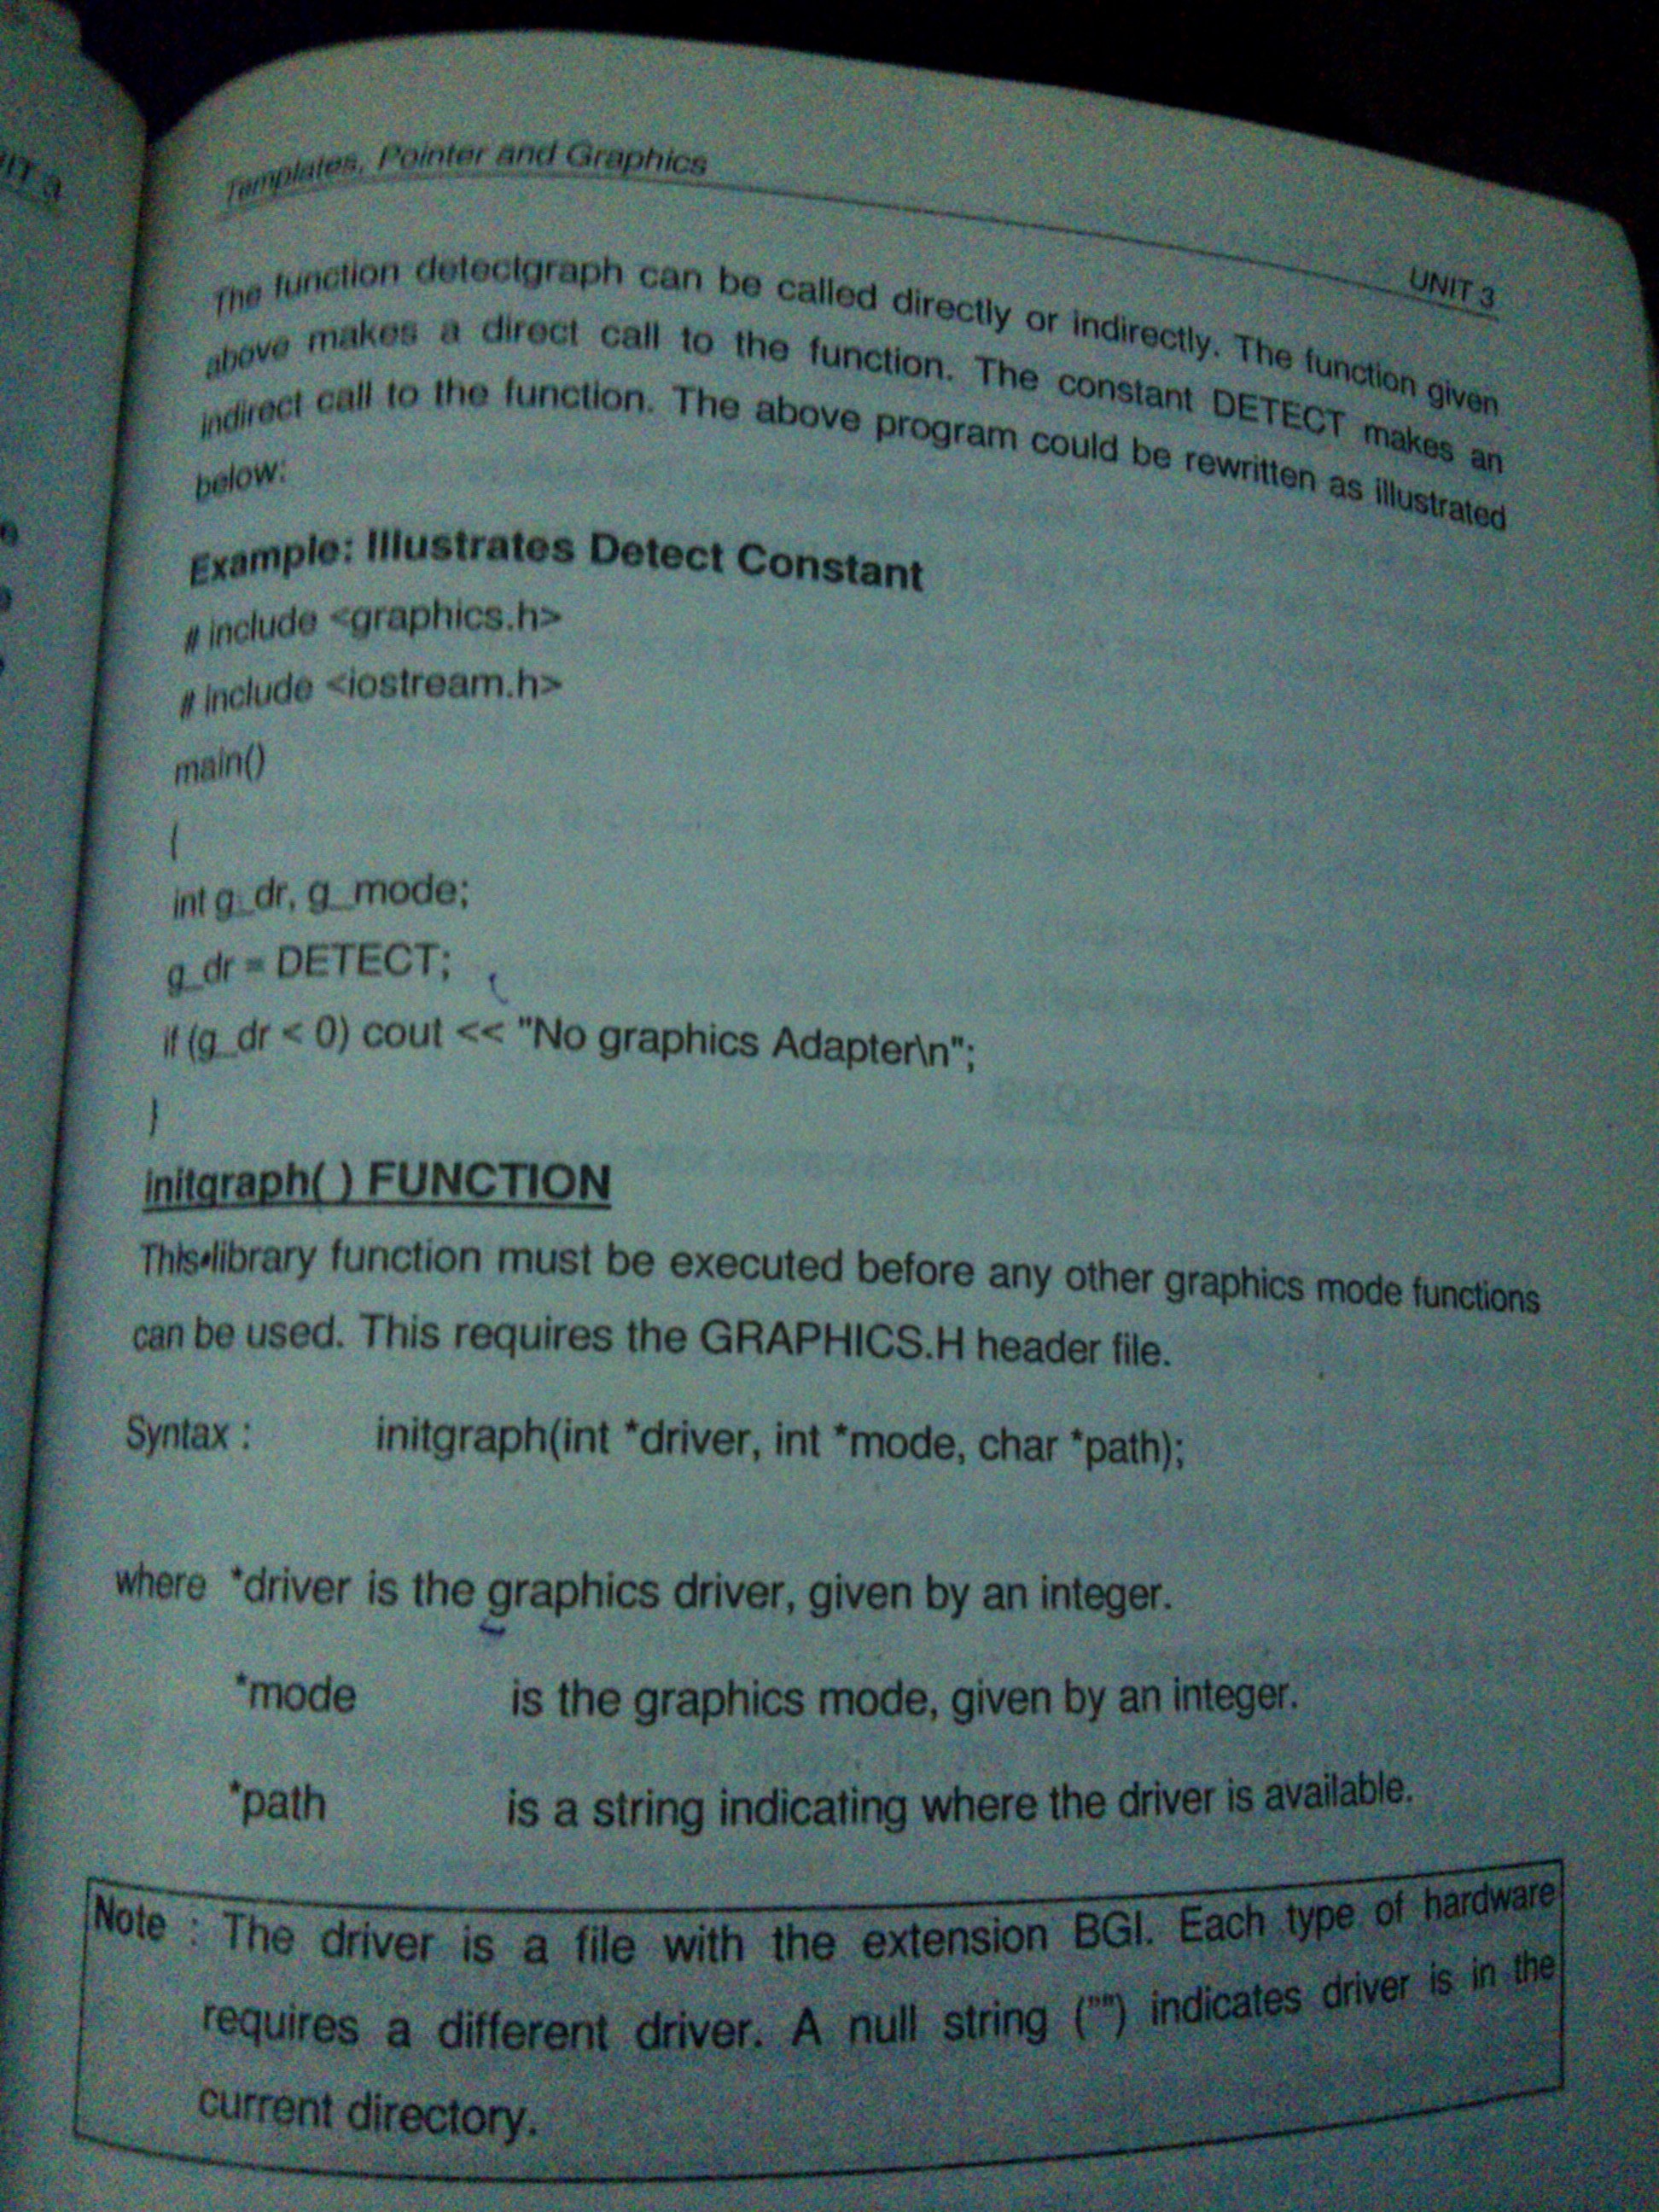 Templates, Pointer and Graphics
UNIT 3
The function detectgraph can be called directly or indirectly. The function given
above makes a direct call to the function. The constant DETECT makes an
indirect call to the function. The above program could be rewritten as illustrated
below:
Example: Illustrates Detect Constant
# include <graphics.h>
# include <iostream.h>
main()
{
int g_dr, g_mode;
g_dr = DETECT;
if (g_dr < 0) cout << "No graphics Adapter\n";
}
initgraph( ) FUNCTION
This library function must be executed before any other graphics mode functions
can be used. This requires the GRAPHICS.H header file.
Syntax : initgraph(int *driver, int *mode, char *path);
where *driver is the graphics driver, given by an integer.
*mode is the graphics mode, given by an integer.
*path is a string indicating where the driver is available.
Note : The driver is a file with the extension BGI. Each type of hardware
requires a different driver. A null string ("") indicates driver is in the
current directory.